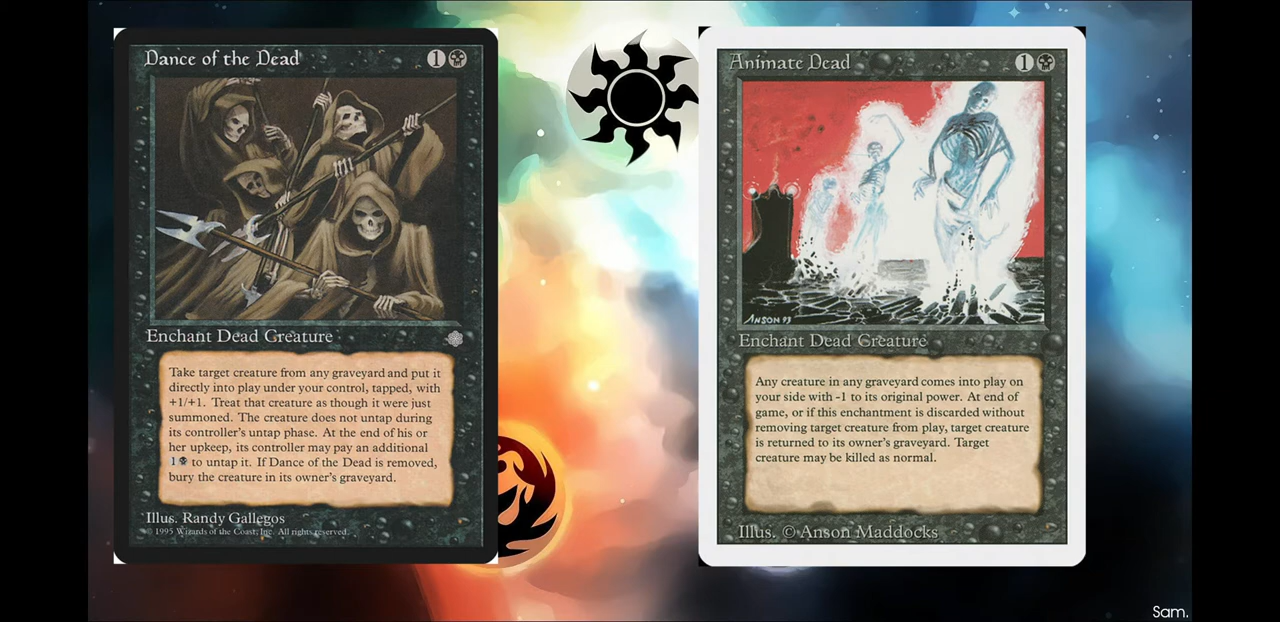 Dance of the Dead 1
Enchant Dead Creature
Take target creature from any graveyard and put it
directly into play under your control, tapped, with
+1/+1. Treat that creature as though it were just
summoned. The creature does not untap during
its controller's untap phase. At the end of his or
her upkeep, its controller may pay an additional
1 to untap it. If Dance of the Dead is removed,
bury the creature in its owner's graveyard.
Illus. Randy Gallegos
© 1995 Wizards of the Coast, Inc. All rights reserved.
Animate Dead 1
ANSON 93
Enchant Dead Creature
Any creature in any graveyard comes into play on
your side with -1 to its original power. At end of
game, or if this enchantment is discarded without
removing target creature from play, target creature
is returned to its owner's graveyard. Target
creature may be killed as normal.
Illus. © Anson Maddocks
Sam.